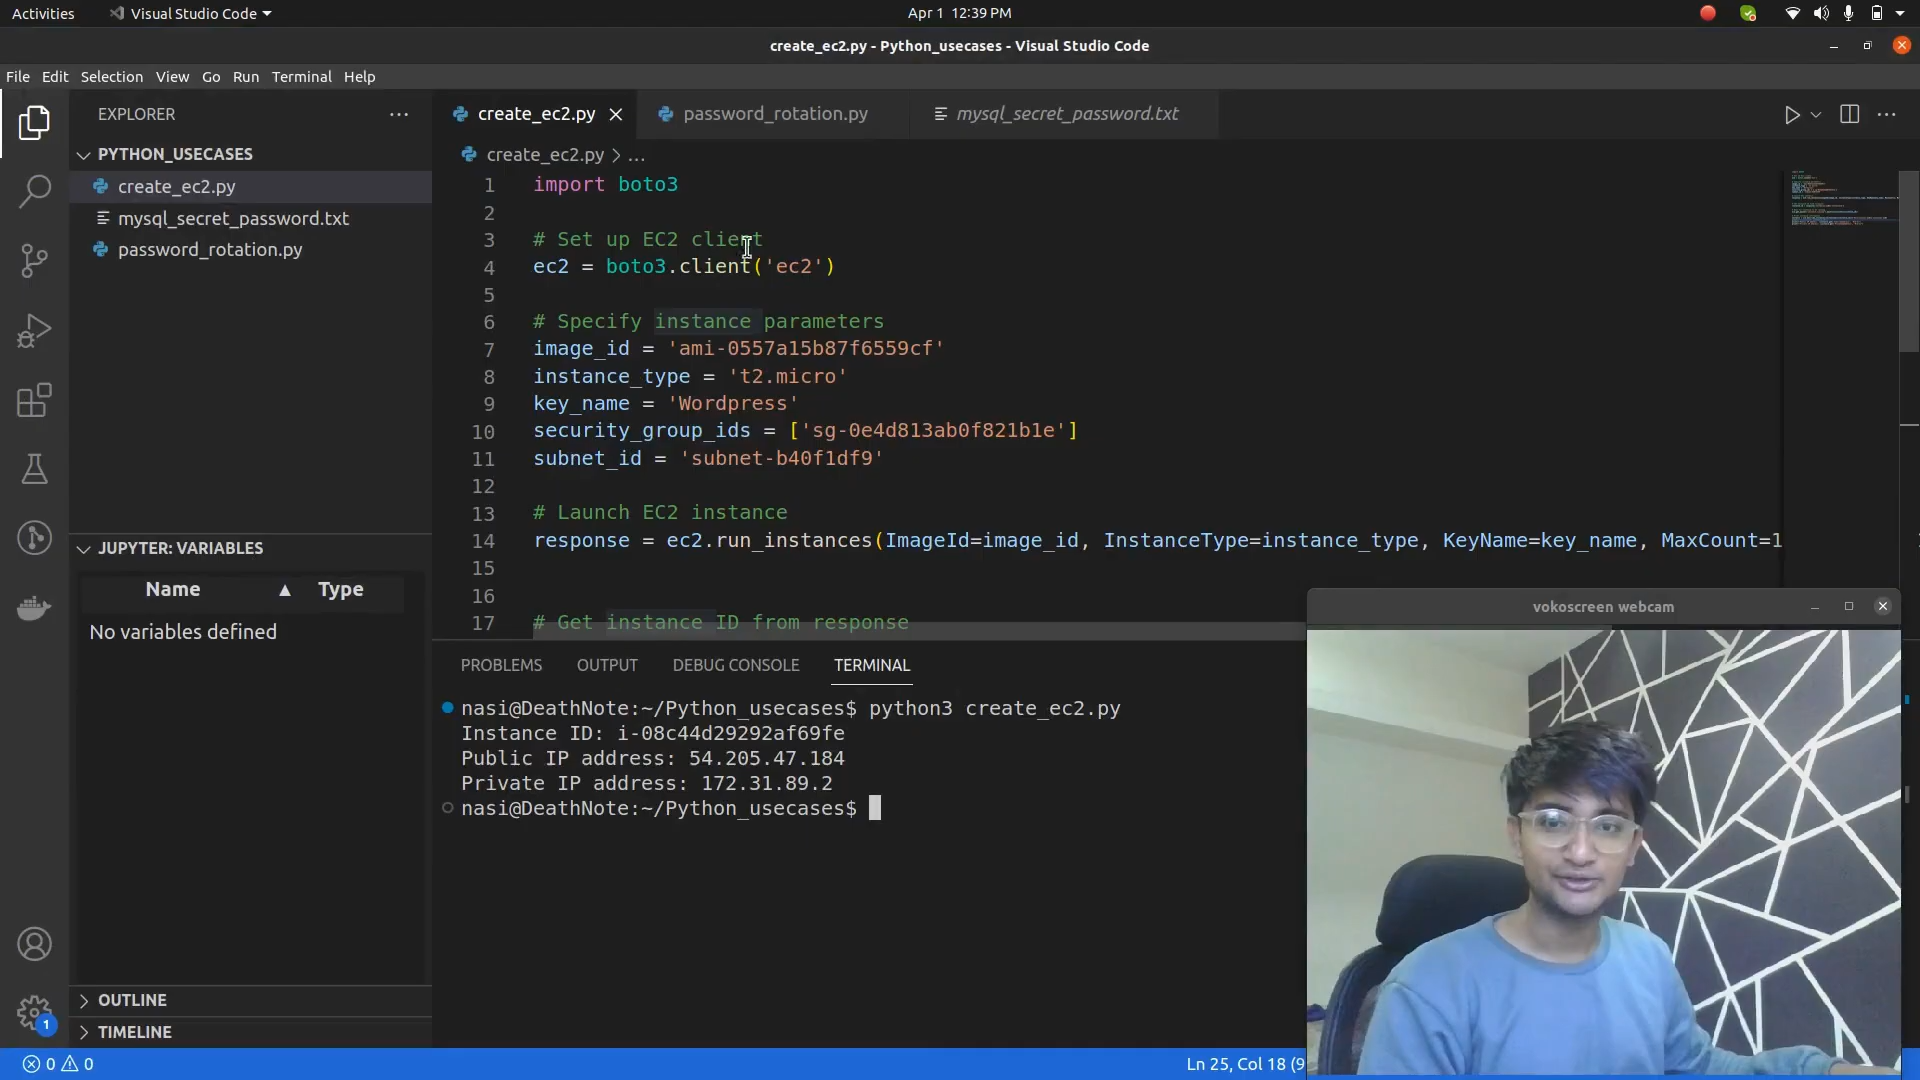 Activities
Visual Studio Code
Apr 1 12:39 PM
create_ec2.py - Python_usecases - Visual Studio Code
File Edit Selection View Go Run Terminal Help
EXPLORER
PYTHON_USECASES
create_ec2.py
mysql_secret_password.txt
password_rotation.py
JUPYTER: VARIABLES
Name Type
No variables defined
OUTLINE
TIMELINE
1
create_ec2.py
password_rotation.py
mysql_secret_password.txt
create_ec2.py > ...
1 import boto3
2
3 # Set up EC2 client
4 ec2 = boto3.client('ec2')
5
6 # Specify instance parameters
7 image_id = 'ami-0557a15b87f6559cf'
8 instance_type = 't2.micro'
9 key_name = 'Wordpress'
10 security_group_ids = ['sg-0e4d813ab0f821b1e']
11 subnet_id = 'subnet-b40f1df9'
12
13 # Launch EC2 instance
14 response = ec2.run_instances(ImageId=image_id, InstanceType=instance_type, KeyName=key_name, MaxCount=1
15
16
17 # Get instance ID from response
PROBLEMS OUTPUT DEBUG CONSOLE TERMINAL
nasi@DeathNote:~/Python_usecases$ python3 create_ec2.py
Instance ID: i-08c44d29292af69fe
Public IP address: 54.205.47.184
Private IP address: 172.31.89.2
nasi@DeathNote:~/Python_usecases$
vokoscreen webcam
0 0
Ln 25, Col 18 (9